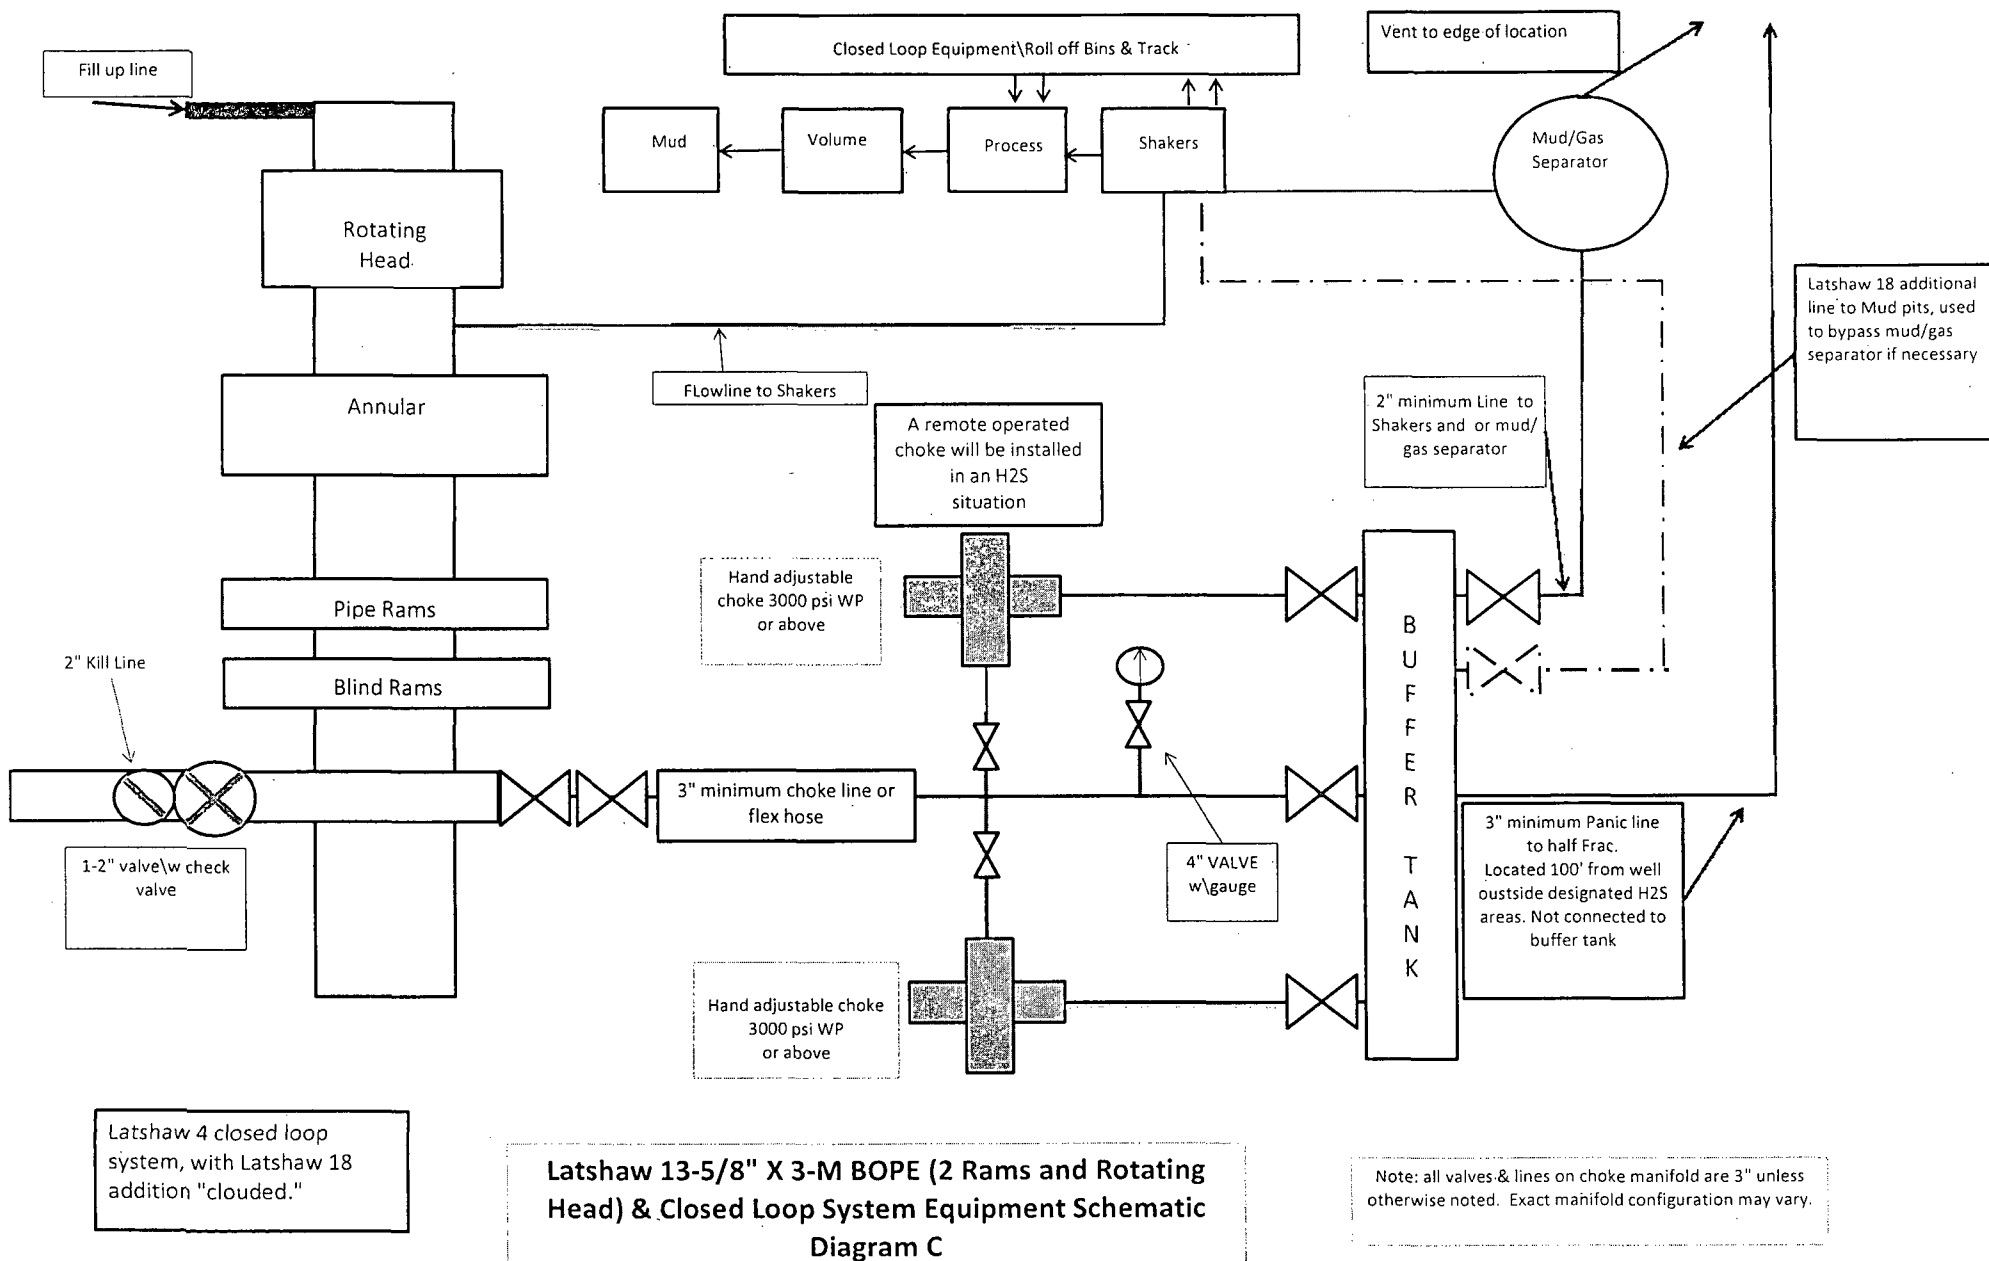 Closed Loop Equipment\Roll off Bins & Track
Vent to edge of location
Fill up line
Mud
Volume
Process
Shakers
Mud/Gas
Separator
Rotating
Head
Latshaw 18 additional
line to Mud pits, used
to bypass mud/gas
separator if necessary
FLowline to Shakers
Annular
2" minimum Line to
Shakers and or mud/
gas separator
A remote operated
choke will be installed
in an H2S
situation
Hand adjustable
choke 3000 psi WP
or above
Pipe Rams
2" Kill Line
Blind Rams
BUFFER TANK
3" minimum choke line or
flex hose
1-2" valve\w check
valve
4" VALVE
w\gauge
3" minimum Panic line
to half Frac.
Located 100' from well
oustside designated H2S
areas. Not connected to
buffer tank
Hand adjustable choke
3000 psi WP
or above
Latshaw 4 closed loop
system, with Latshaw 18
addition "clouded."
Latshaw 13-5/8" X 3-M BOPE (2 Rams and Rotating
Head) & Closed Loop System Equipment Schematic
Diagram C
Note: all valves & lines on choke manifold are 3" unless
otherwise noted. Exact manifold configuration may vary.